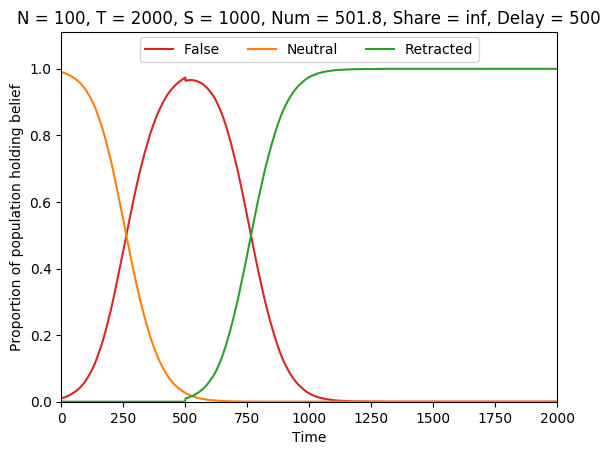 N = 100, T = 2000, S = 1000, Num = 501.8, Share = inf, Delay = 500
False Neutral Retracted
Proportion of population holding belief
1.0
0.8
0.6
0.4
0.2
0.0
0 250 500 750 1000 1250 1500 1750 2000
Time